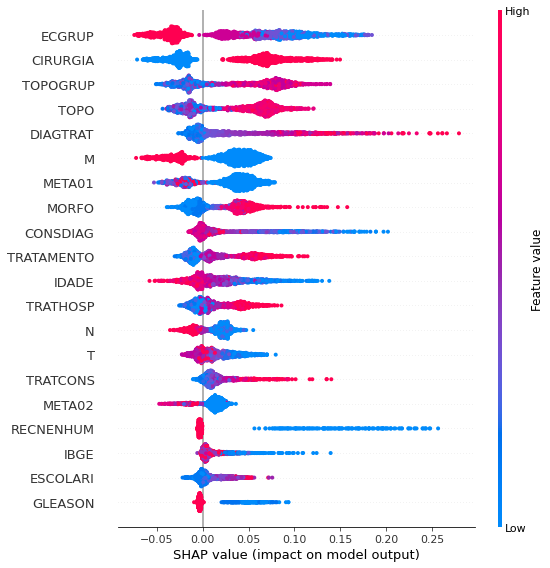 High
ECGRUP
CIRURGIA
TOPOGRUP
TOPO
DIAGTRAT
M
META01
MORFO
CONSDIAG
TRATAMENTO
IDADE
TRATHOSP
N
T
TRATCONS
META02
RECNENHUM
IBGE
ESCOLARI
GLEASON
Feature value
Low
−0.05 0.00 0.05 0.10 0.15 0.20 0.25
SHAP value (impact on model output)